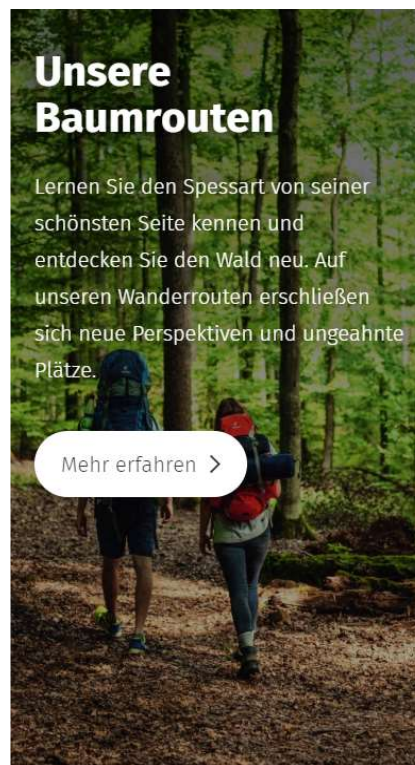 Unsere
Baumrouten
Lernen Sie den Spessart von seiner
schönsten Seite kennen und
entdecken Sie den Wald neu. Auf
unseren Wanderrouten erschließen
sich neue Perspektiven und ungeahnte
Plätze.
Mehr erfahren